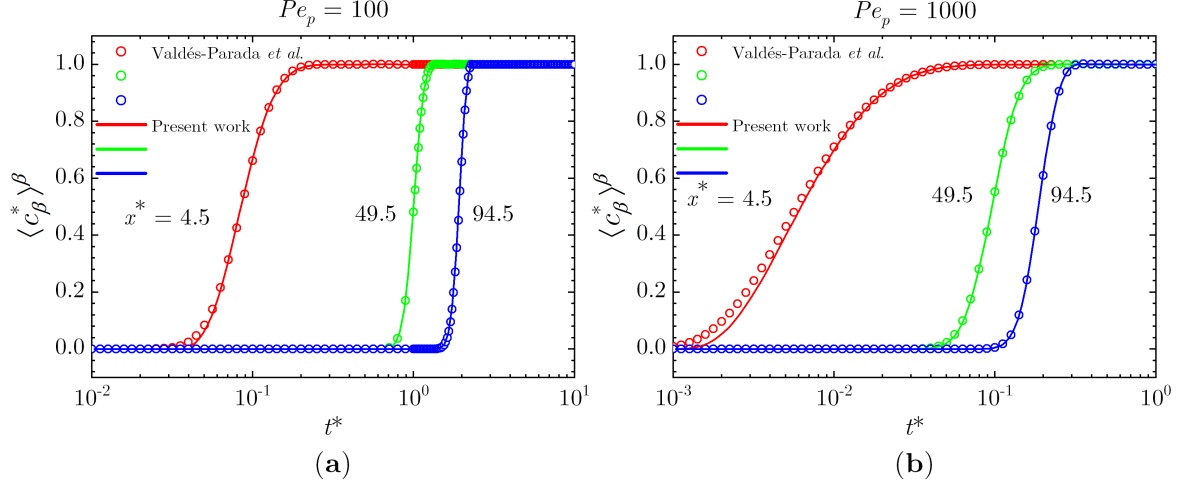 Pe_p = 100
⟨c*_β⟩^β
1.0
0.8
0.6
0.4
0.2
0.0
Valdés-Parada et al.
Present work
x* = 4.5
49.5
94.5
10^-2
10^-1
10^0
10^1
t*
(a)
Pe_p = 1000
⟨c*_β⟩^β
1.0
0.8
0.6
0.4
0.2
0.0
Valdés-Parada et al.
Present work
x* = 4.5
49.5
94.5
10^-3
10^-2
10^-1
10^0
t*
(b)